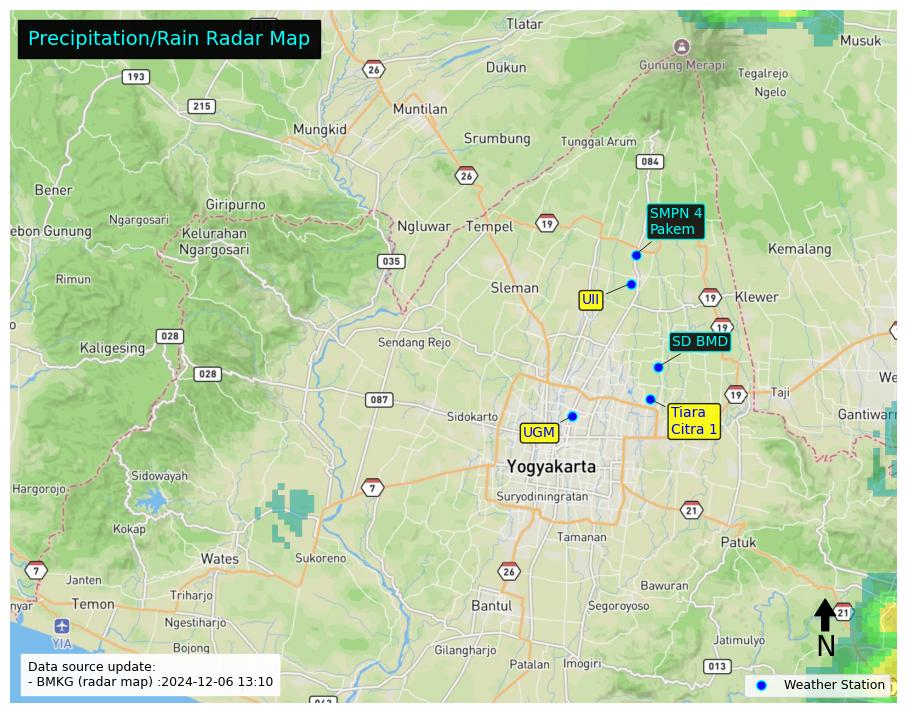 Precipitation/Rain Radar Map
Tlatar
Musuk
26
193
Dukun
Gunung Merapi
Tegalrejo
Ngelo
215
Muntilan
Mungkid
Srumbung
Tunggal Arum
084
26
Bener
Giripurno
Ngargosari
SMPN 4
Pakem
ebon Gunung
Kelurahan
Ngargosari
Ngluwar
Tempel
19
Kemalang
035
Rimun
Sleman
UII
19
Klewer
19
028
Kaligesing
Sendang Rejo
SD BMD
028
087
19
Taji
We
Sidokarto
Tiara
Citra 1
Gantiwar
UGM
Yogyakarta
Sidowayah
Hargorojo
7
Suryodiningratan
21
Kokap
Tamanan
Patuk
Wates
Sukoreno
7
26
Janten
Bawuran
nyar
Temon
Triharjo
Bantul
Segoroyoso
21
Ngestiharjo
YIA
Bojong
Gilangharjo
Jatimulyo
N
Patalan
Imogiri
013
Data source update:
- BMKG (radar map) :2024-12-06 13:10
Weather Station